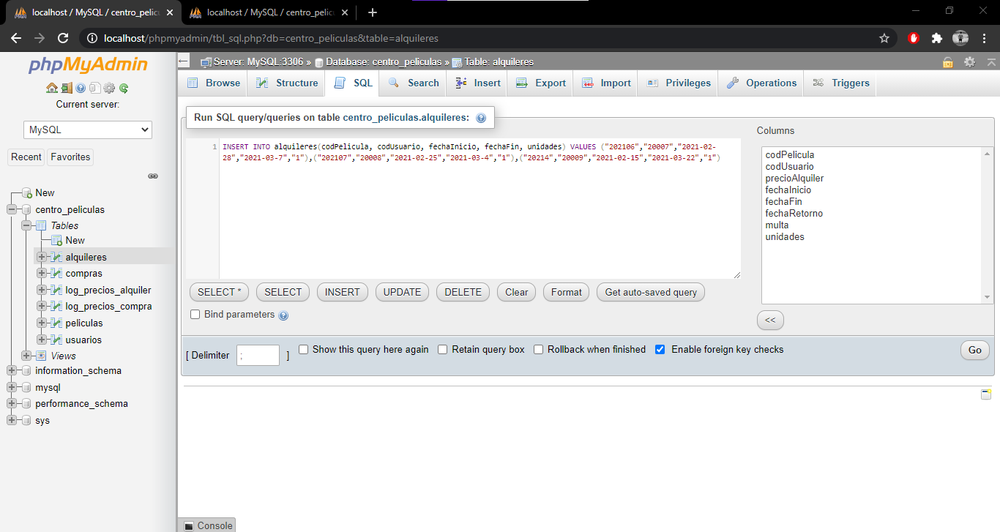 localhost / MySQL / centro_pelicu
localhost / MySQL / centro_pelic
localhost/phpmyadmin/tbl_sql.php?db=centro_peliculas&table=alquileres
phpMyAdmin
Current server:
MySQL
Recent Favorites
New
centro_peliculas
Tables
New
alquileres
compras
log_precios_alquiler
log_precios_compra
peliculas
usuarios
Views
information_schema
mysql
performance_schema
sys
Server: MySQL:3306 » Database: centro_peliculas » Table: alquileres
Browse Structure SQL Search Insert Export Import Privileges Operations Triggers
Run SQL query/queries on table centro_peliculas.alquileres:
1 INSERT INTO alquileres(codPelicula, codUsuario, fechaInicio, fechaFin, unidades) VALUES ("202106","20007","2021-02-
28","2021-03-7","1"),("202107","20008","2021-02-25","2021-03-4","1"),("20214","20009","2021-02-15","2021-03-22","1")
Columns
codPelicula
codUsuario
precioAlquiler
fechaInicio
fechaFin
fechaRetorno
multa
unidades
<<
SELECT * SELECT INSERT UPDATE DELETE Clear Format Get auto-saved query
Bind parameters
[ Delimiter ; ] Show this query here again Retain query box Rollback when finished Enable foreign key checks Go
Console